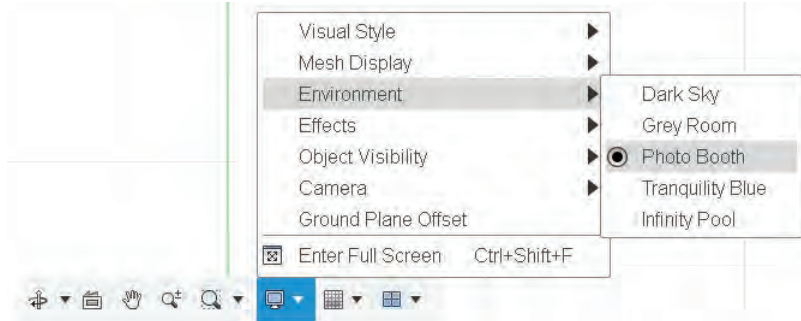 Visual Style
Mesh Display
Environment
Effects
Object Visibility
Camera
Ground Plane Offset
Enter Full Screen Ctrl+Shift+F
Dark Sky
Grey Room
Photo Booth
Tranquility Blue
Infinity Pool